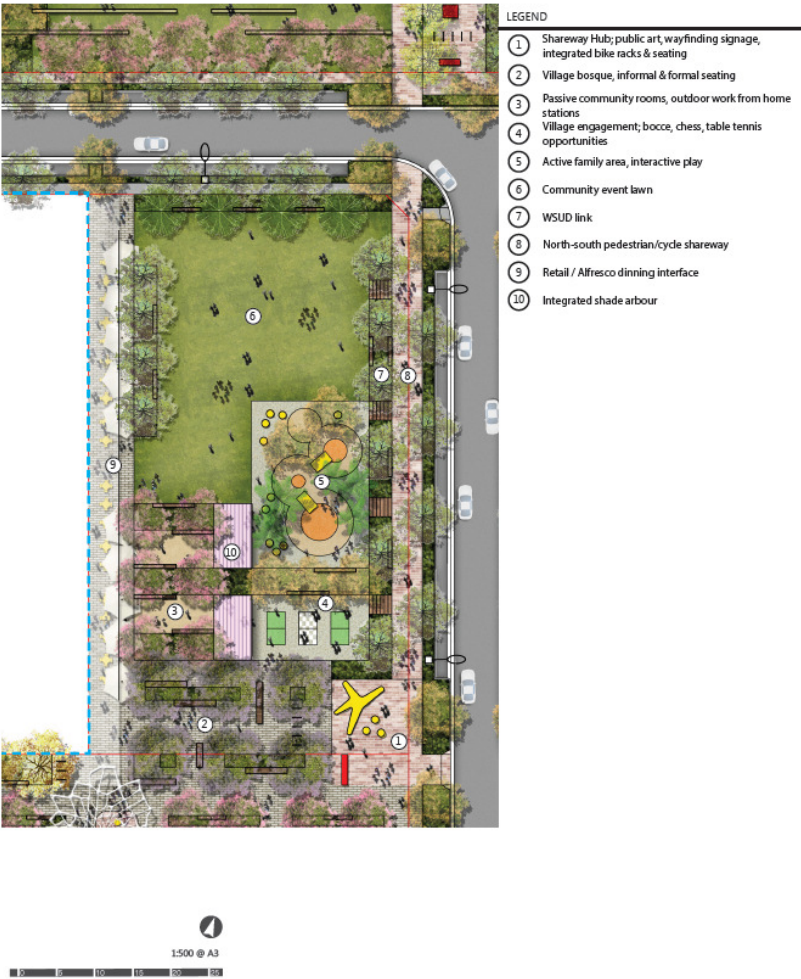 LEGEND
1 Shareway Hub; public art, wayfinding signage,
integrated bike racks & seating
2 Village bosque, informal & formal seating
3 Passive community rooms, outdoor work from home
stations
4 Village engagement; bocce, chess, table tennis
opportunities
5 Active family area, interactive play
6 Community event lawn
7 WSUD link
8 North-south pedestrian/cycle shareway
9 Retail / Alfresco dinning interface
10 Integrated shade arbour
6
7 8
9
5
10
3
4
2
1
1:500 @ A3
0 5 10 15 20 25